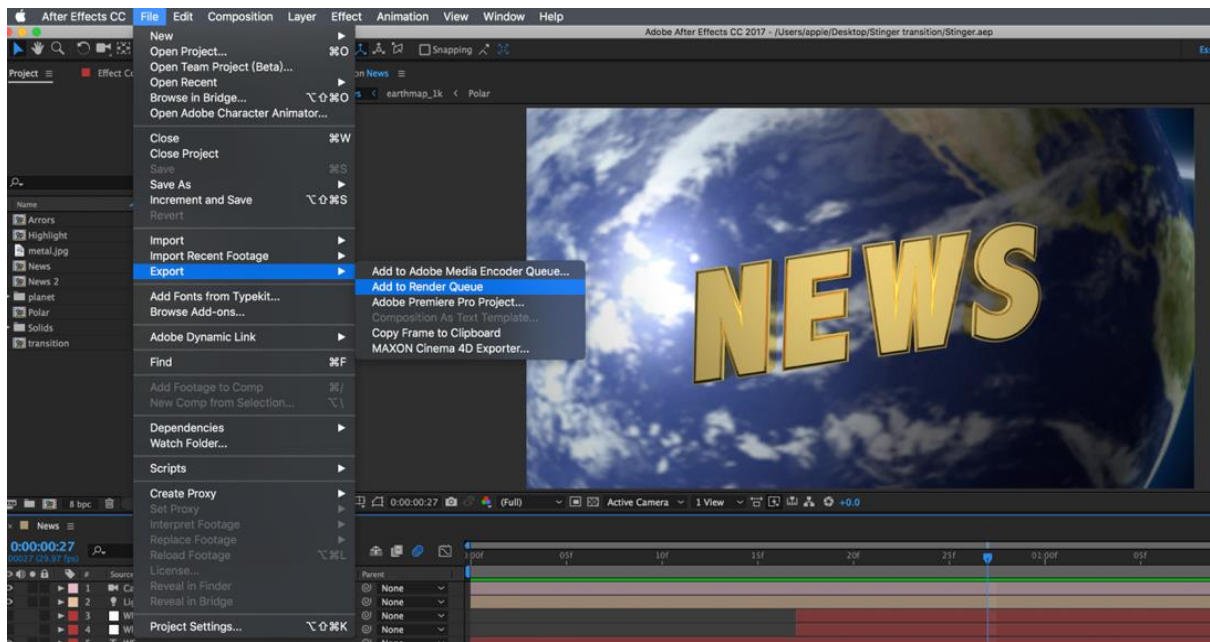 After Effects CC File Edit Composition Layer Effect Animation View Window Help
Adobe After Effects CC 2017 - /Users/apple/Desktop/Stinger transition/Stinger.aep
Snapping
Project
Effect
News
earthmap_1k < Polar
New
Open Project... ⌘O
Open Team Project (Beta)...
Open Recent
Browse in Bridge... ⌥⇧⌘O
Open Adobe Character Animator...
Close ⌘W
Close Project
Save ⌘S
Save As
Increment and Save ⌥⇧⌘S
Revert
Import
Import Recent Footage
Export
Add Fonts from Typekit...
Browse Add-ons...
Adobe Dynamic Link
Find ⌘F
Add Footage to Comp ⌘/
New Comp from Selection... ⌥\
Dependencies
Watch Folder...
Scripts
Create Proxy
Set Proxy
Interpret Footage
Replace Footage
Reload Footage ⌥⌘L
License...
Reveal in Finder
Reveal in Bridge
Project Settings... ⌥⇧⌘K
Add to Adobe Media Encoder Queue...
Add to Render Queue
Adobe Premiere Pro Project...
Composition As Text Template...
Copy Frame to Clipboard
MAXON Cinema 4D Exporter...
Name
Arrors
Highlight
metal.jpg
News
News 2
planet
Polar
Solids
transition
NEWS
8 bpc
0:00:00:27 (Full) Active Camera 1 View +0.0
News
0:00:00:27
00027 (29.97 fps)
05f 10f 15f 20f 25f 01:00f 05f
# Source
Parent
1 None
2 None
3 None
4 None